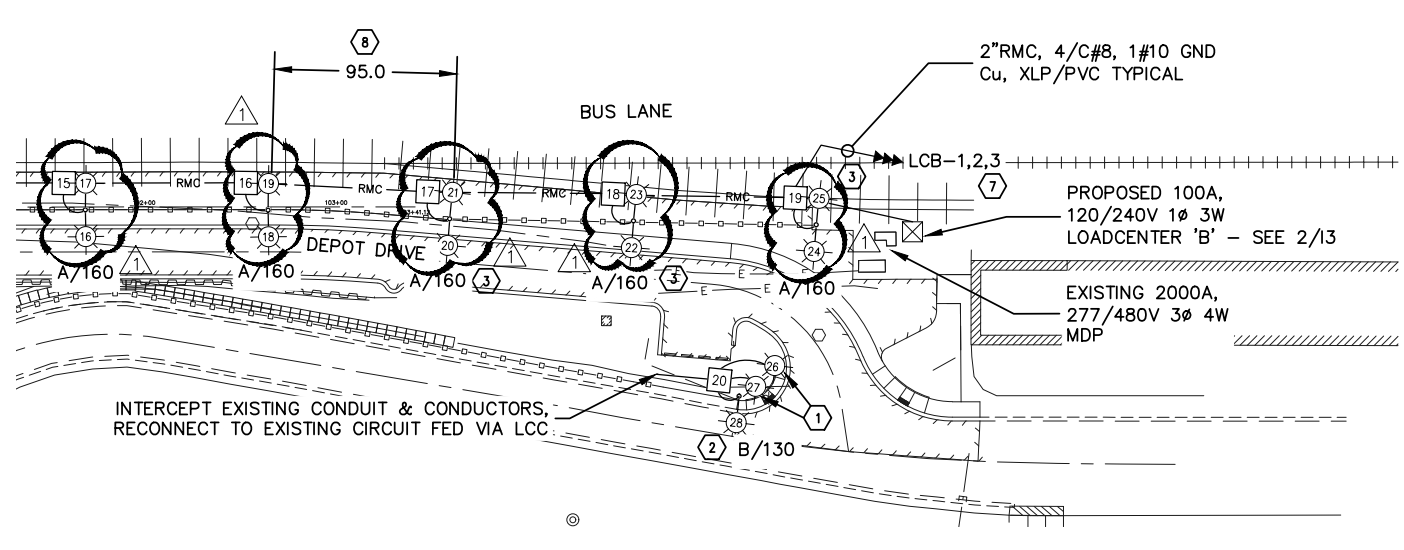 8
95.0
2"RMC, 4/C#8, 1#10 GND
Cu, XLP/PVC TYPICAL
1
BUS LANE
LCB-1,2,3
3
7
15 17
RMC
16 19
RMC
17 21
RMC
18 23
RMC
19 25
PROPOSED 100A,
120/240V 1ø 3W
LOADCENTER 'B' - SEE 2/13
103+00
16
18
DEPOT DRIVE
20
1
22
1
24
1
1
A/160
A/160
A/160
3
A/160
3
A/160
E
E
E
E
EXISTING 2000A,
277/480V 3ø 4W
MDP
20
26
27
28
INTERCEPT EXISTING CONDUIT & CONDUCTORS,
RECONNECT TO EXISTING CIRCUIT FED VIA LCC
1
2 B/130